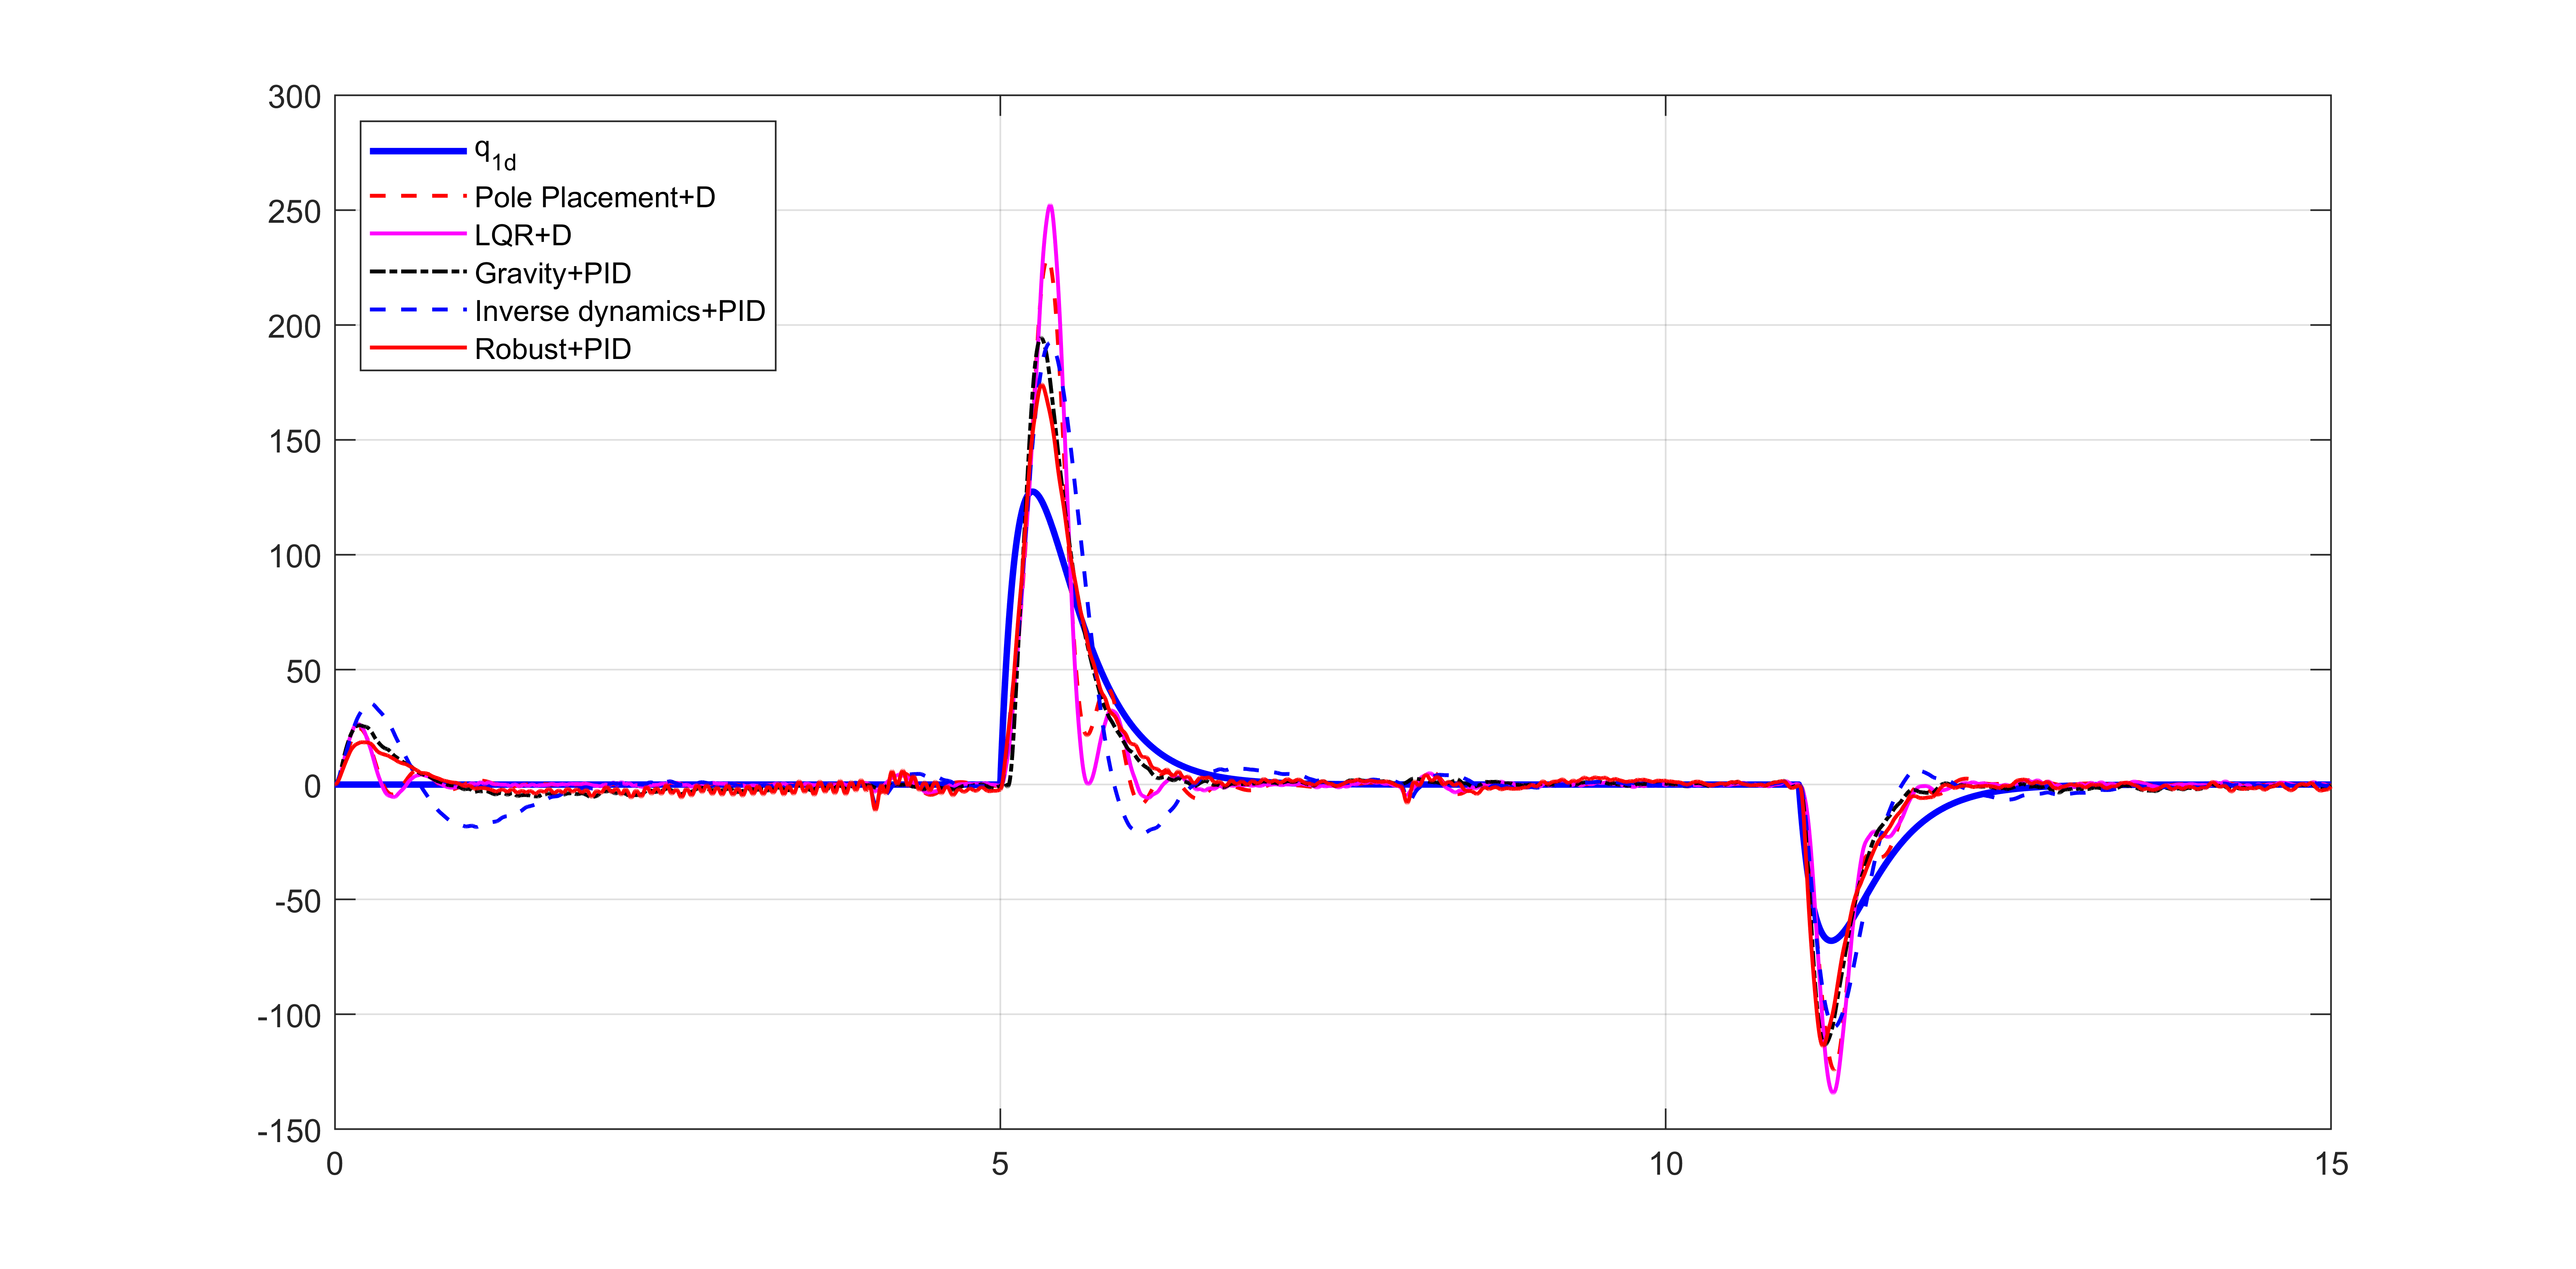 300
250
200
150
100
50
0
-50
-100
-150
0 5 10 15
q1d
Pole Placement+D
LQR+D
Gravity+PID
Inverse dynamics+PID
Robust+PID